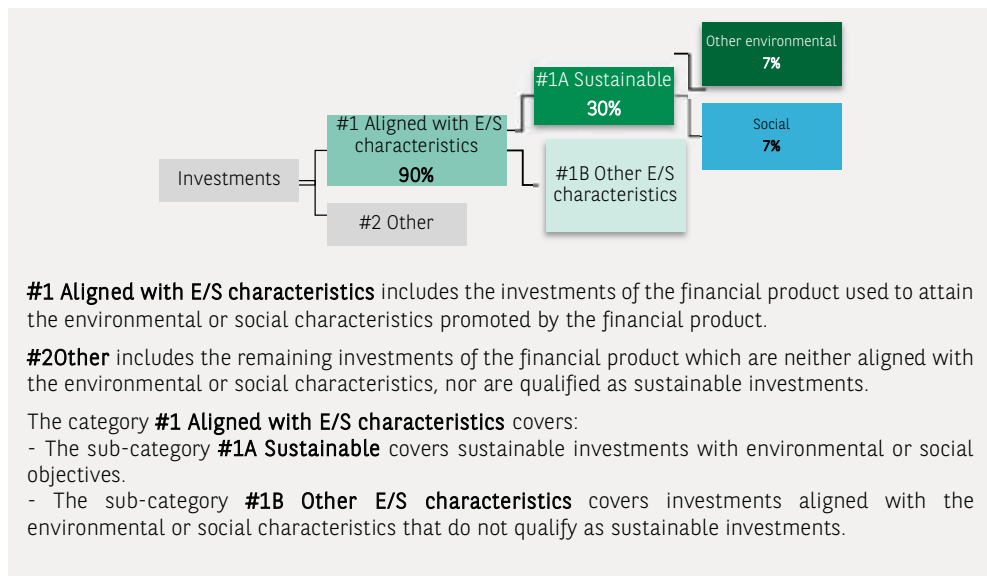 Other environmental
7%
#1A Sustainable
30%
Social
7%
#1 Aligned with E/S
characteristics
90%
#1B Other E/S
characteristics
Investments
#2 Other
#1 Aligned with E/S characteristics includes the investments of the financial product used to attain
the environmental or social characteristics promoted by the financial product.
#2Other includes the remaining investments of the financial product which are neither aligned with
the environmental or social characteristics, nor are qualified as sustainable investments.
The category #1 Aligned with E/S characteristics covers:
- The sub-category #1A Sustainable covers sustainable investments with environmental or social
objectives.
- The sub-category #1B Other E/S characteristics covers investments aligned with the
environmental or social characteristics that do not qualify as sustainable investments.